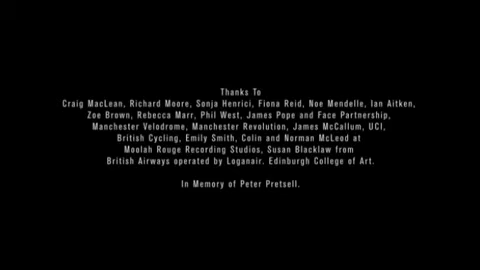 Thanks To
Craig MacLean, Richard Moore, Sonja Henrici, Fiona Reid, Noe Mendelle, Ian Aitken,
Zoe Brown, Rebecca Marr, Phil West, James Pope and Face Partnership,
Manchester Velodrome, Manchester Revolution, James McCallum, UCI,
British Cycling, Emily Smith, Colin and Norman McLeod at
Moolah Rouge Recording Studios, Susan Blacklaw from
British Airways operated by Loganair. Edinburgh College of Art.
In Memory of Peter Pretsell.